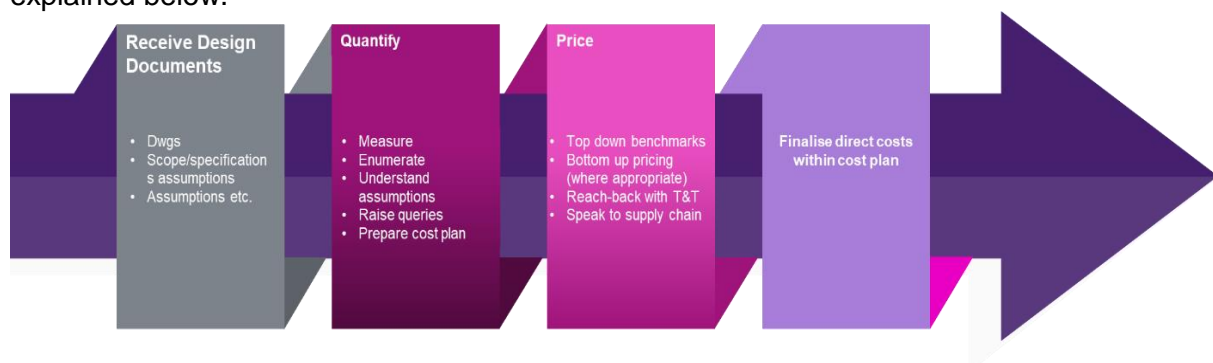 explained below.
Receive Design
Documents
• Dwgs
• Scope/specification
s assumptions
• Assumptions etc.
Quantify
• Measure
• Enumerate
• Understand
assumptions
• Raise queries
• Prepare cost plan
Price
• Top down benchmarks
• Bottom up pricing
(where appropriate)
• Reach-back with T&T
• Speak to supply chain
Finalise direct costs
within cost plan